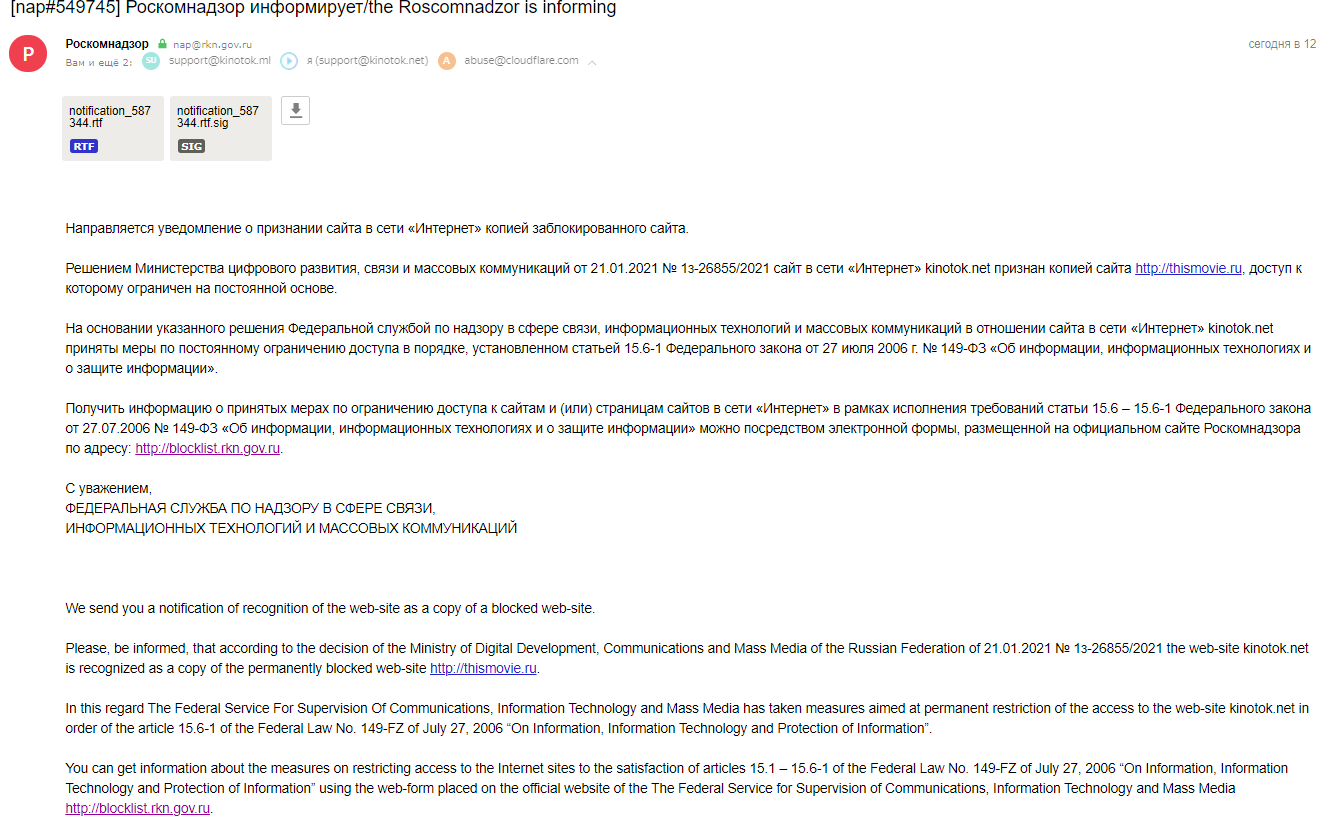 [nap#549745] Роскомнадзор информирует/the Roscomnadzor is informing
Р
Роскомнадзор nap@rkn.gov.ru
сегодня в 12
Вам и ещё 2: SU support@kinotok.ml я (support@kinotok.net) A abuse@cloudflare.com
notification_587
344.rtf
RTF
notification_587
344.rtf.sig
SIG
Направляется уведомление о признании сайта в сети «Интернет» копией заблокированного сайта.
Решением Министерства цифрового развития, связи и массовых коммуникаций от 21.01.2021 № 1з-26855/2021 сайт в сети «Интернет» kinotok.net признан копией сайта http://thismovie.ru, доступ к
которому ограничен на постоянной основе.
На основании указанного решения Федеральной службой по надзору в сфере связи, информационных технологий и массовых коммуникаций в отношении сайта в сети «Интернет» kinotok.net
приняты меры по постоянному ограничению доступа в порядке, установленном статьей 15.6-1 Федерального закона от 27 июля 2006 г. № 149-ФЗ «Об информации, информационных технологиях и
о защите информации».
Получить информацию о принятых мерах по ограничению доступа к сайтам и (или) страницам сайтов в сети «Интернет» в рамках исполнения требований статьи 15.6 – 15.6-1 Федерального закона
от 27.07.2006 № 149-ФЗ «Об информации, информационных технологиях и о защите информации» можно посредством электронной формы, размещенной на официальном сайте Роскомнадзора
по адресу: http://blocklist.rkn.gov.ru.
С уважением,
ФЕДЕРАЛЬНАЯ СЛУЖБА ПО НАДЗОРУ В СФЕРЕ СВЯЗИ,
ИНФОРМАЦИОННЫХ ТЕХНОЛОГИЙ И МАССОВЫХ КОММУНИКАЦИЙ
We send you a notification of recognition of the web-site as a copy of a blocked web-site.
Please, be informed, that according to the decision of the Ministry of Digital Development, Communications and Mass Media of the Russian Federation of 21.01.2021 № 1з-26855/2021 the web-site kinotok.net
is recognized as a copy of the permanently blocked web-site http://thismovie.ru.
In this regard The Federal Service For Supervision Of Communications, Information Technology and Mass Media has taken measures aimed at permanent restriction of the access to the web-site kinotok.net in
order of the article 15.6-1 of the Federal Law No. 149-FZ of July 27, 2006 “On Information, Information Technology and Protection of Information”.
You can get information about the measures on restricting access to the Internet sites to the satisfaction of articles 15.1 – 15.6-1 of the Federal Law No. 149-FZ of July 27, 2006 “On Information, Information
Technology and Protection of Information” using the web-form placed on the official website of the The Federal Service for Supervision of Communications, Information Technology and Mass Media
http://blocklist.rkn.gov.ru.